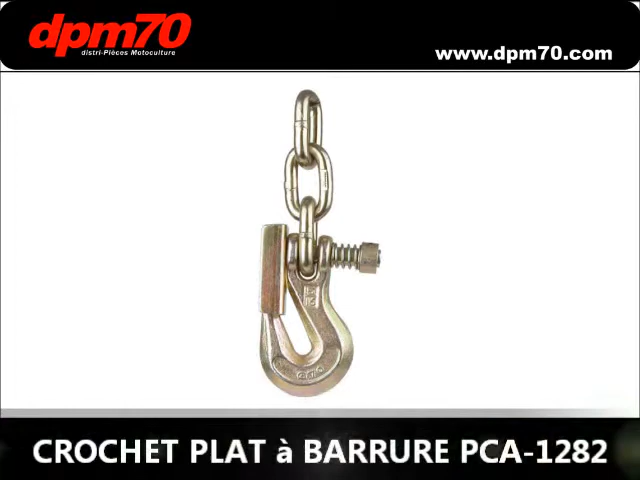 dpm70
distri-Pièces Motoculture
www.dpm70.com
CROCHET PLAT à BARRURE PCA-1282